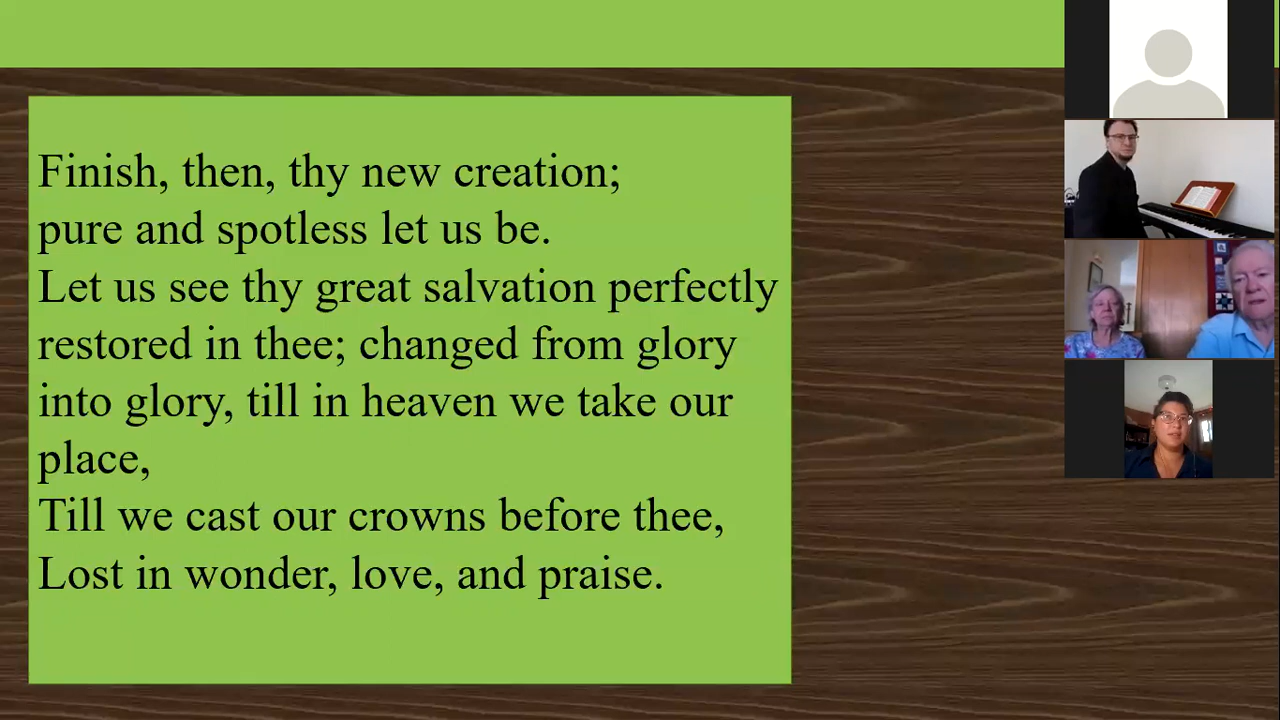 Finish, then, thy new creation;
pure and spotless let us be.
Let us see thy great salvation perfectly
restored in thee; changed from glory
into glory, till in heaven we take our
place,
Till we cast our crowns before thee,
Lost in wonder, love, and praise.